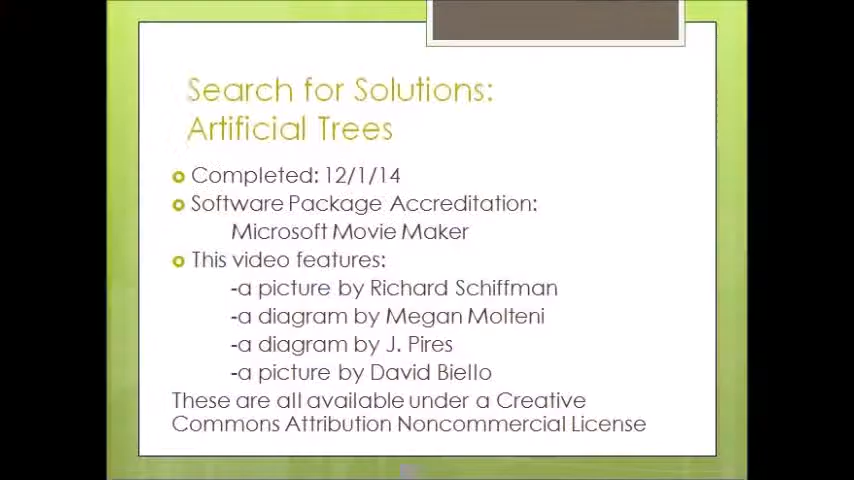 Search for Solutions:
Artificial Trees
Completed: 12/1/14
Software Package Accreditation:
Microsoft Movie Maker
This video features:
-a picture by Richard Schiffman
-a diagram by Megan Molteni
-a diagram by J. Pires
-a picture by David Biello
These are all available under a Creative
Commons Attribution Noncommercial License